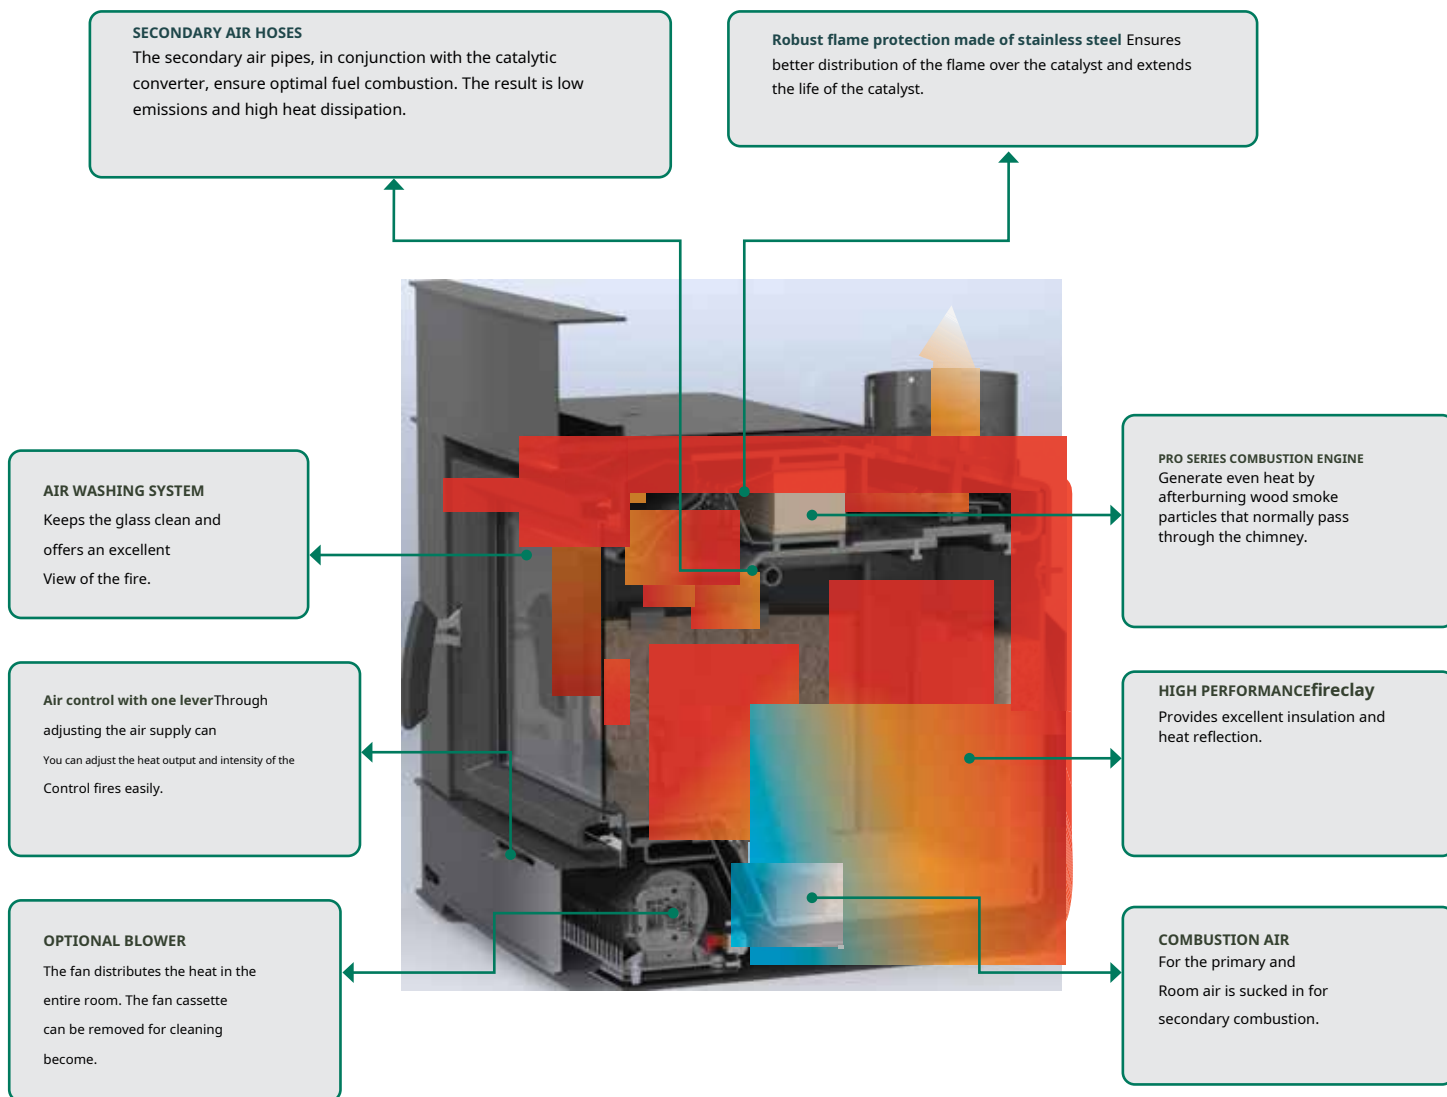 SECONDARY AIR HOSES
The secondary air pipes, in conjunction with the catalytic
converter, ensure optimal fuel combustion. The result is low
emissions and high heat dissipation.
Robust flame protection made of stainless steel Ensures
better distribution of the flame over the catalyst and extends
the life of the catalyst.
AIR WASHING SYSTEM
Keeps the glass clean and
offers an excellent
View of the fire.
PRO SERIES COMBUSTION ENGINE
Generate even heat by
afterburning wood smoke
particles that normally pass
through the chimney.
Air control with one leverThrough
adjusting the air supply can
You can adjust the heat output and intensity of the
Control fires easily.
HIGH PERFORMANCEfireclay
Provides excellent insulation and
heat reflection.
OPTIONAL BLOWER
The fan distributes the heat in the
entire room. The fan cassette
can be removed for cleaning
become.
COMBUSTION AIR
For the primary and
Room air is sucked in for
secondary combustion.